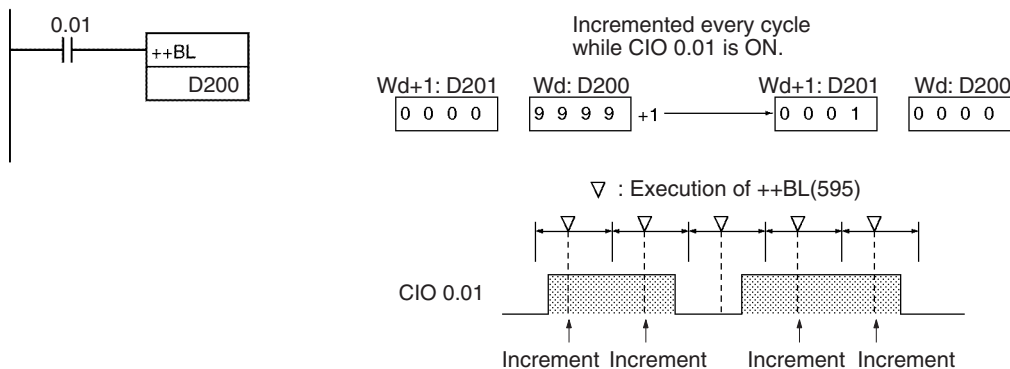 0.01
++BL
D200
Incremented every cycle
while CIO 0.01 is ON.
Wd+1: D201 Wd: D200 Wd+1: D201 Wd: D200
0 0 0 0 9 9 9 9 +1 0 0 0 1 0 0 0 0
: Execution of ++BL(595)
CIO 0.01
Increment Increment Increment Increment